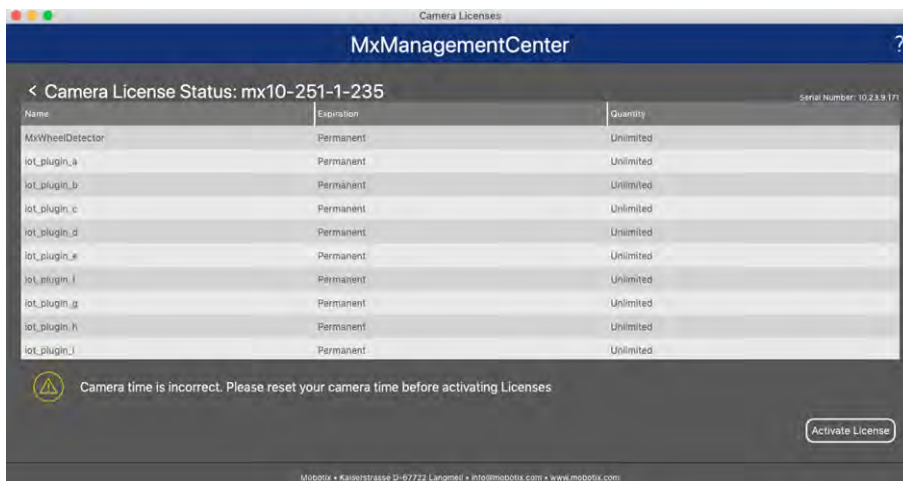 Camera Licenses
MxManagementCenter ?
< Camera License Status: mx10-251-1-235
Serial Number: 10.23.9.171
Name Expiration Quantity
MxWheelDetector Permanent Unlimited
iot_plugin_a Permanent Unlimited
iot_plugin_b Permanent Unlimited
iot_plugin_c Permanent Unlimited
iot_plugin_d Permanent Unlimited
iot_plugin_e Permanent Unlimited
iot_plugin_f Permanent Unlimited
iot_plugin_g Permanent Unlimited
iot_plugin_h Permanent Unlimited
iot_plugin_i Permanent Unlimited
Camera time is incorrect. Please reset your camera time before activating Licenses
Activate License
Mobotix • Kaiserstrasse D-67722 Langmeil • info@mobotix.com • www.mobotix.com